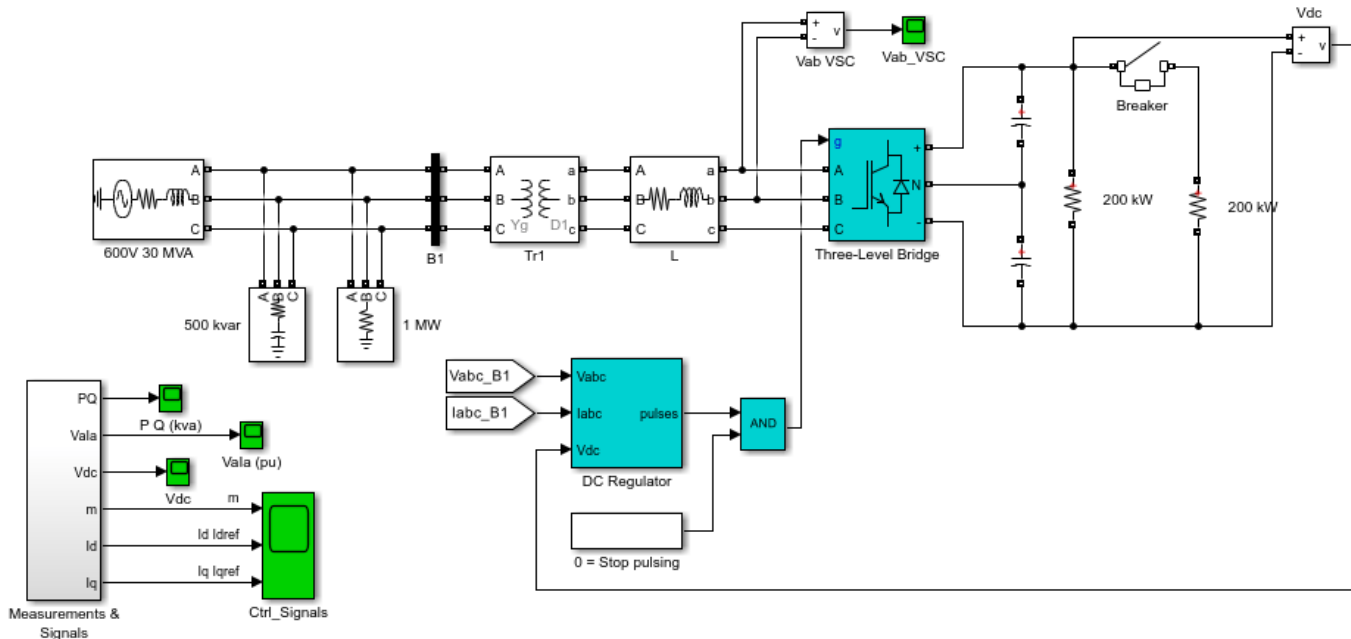 Vdc
+
-
v
Vab VSC
Vab_VSC
+
-
v
Breaker
A
B
C
600V 30 MVA
B1
A
B
C
Yg
D1
a
b
c
Tr1
A
B
C
a
b
c
L
g
A
B
C
+
N
-
Three-Level Bridge
200 kW
200 kW
A
B
C
500 kvar
A
B
C
1 MW
Vabc_B1
Iabc_B1
Vabc
Iabc
Vdc
pulses
DC Regulator
AND
0 = Stop pulsing
PQ
VaIa
Vdc
m
Id
Iq
Measurements &
Signals
P Q (kva)
VaIa (pu)
Vdc
m
Id Idref
Iq Iqref
Ctrl_Signals